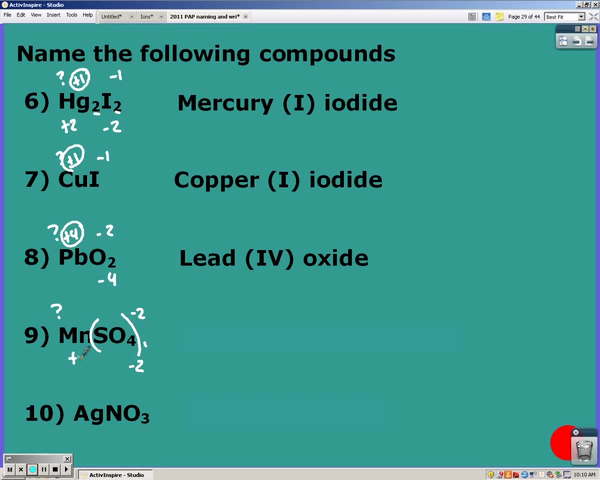 ActivInspire - Studio
File Edit View Tools Insert Help
Page 29 of 44 Best Fit
Untitled* Ions* 2011 PAP naming and wri*
Name the following compounds
? +1 -1
6) Hg₂I₂ Mercury (I) iodide
+2 -2
? +1 -1
7) CuI Copper (I) iodide
? +4 -2
8) PbO₂ Lead (IV) oxide
-4
? -2
9) Mn(SO₄)
+ -2
10) AgNO₃
ActivInspire - Studio
10:10 AM